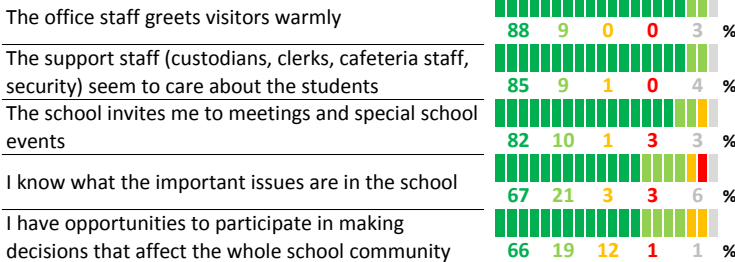 The office staff greets visitors warmly
88 9 0 0 3 %
The support staff (custodians, clerks, cafeteria staff,
security) seem to care about the students
85 9 1 0 4 %
The school invites me to meetings and special school
events
82 10 1 3 3 %
I know what the important issues are in the school
67 21 3 3 6 %
I have opportunities to participate in making
decisions that affect the whole school community
66 19 12 1 1 %